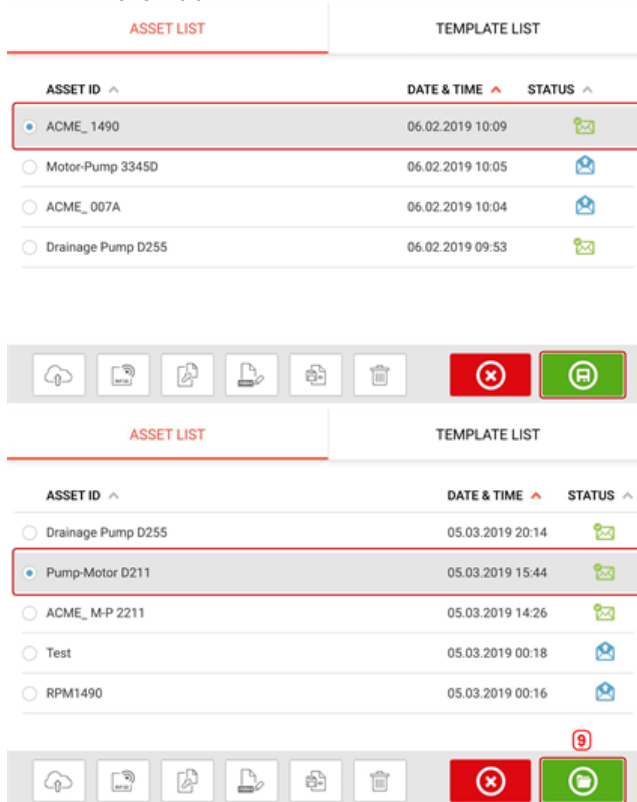 ASSET LIST TEMPLATE LIST
ASSET ID DATE & TIME STATUS
ACME_ 1490 06.02.2019 10:09
Motor-Pump 3345D 06.02.2019 10:05
ACME_ 007A 06.02.2019 10:04
Drainage Pump D255 06.02.2019 09:53
RFID
ASSET LIST TEMPLATE LIST
ASSET ID DATE & TIME STATUS
Drainage Pump D255 05.03.2019 20:14
Pump-Motor D211 05.03.2019 15:44
ACME_ M-P 2211 05.03.2019 14:26
Test 05.03.2019 00:18
RPM1490 05.03.2019 00:16
9
RFID